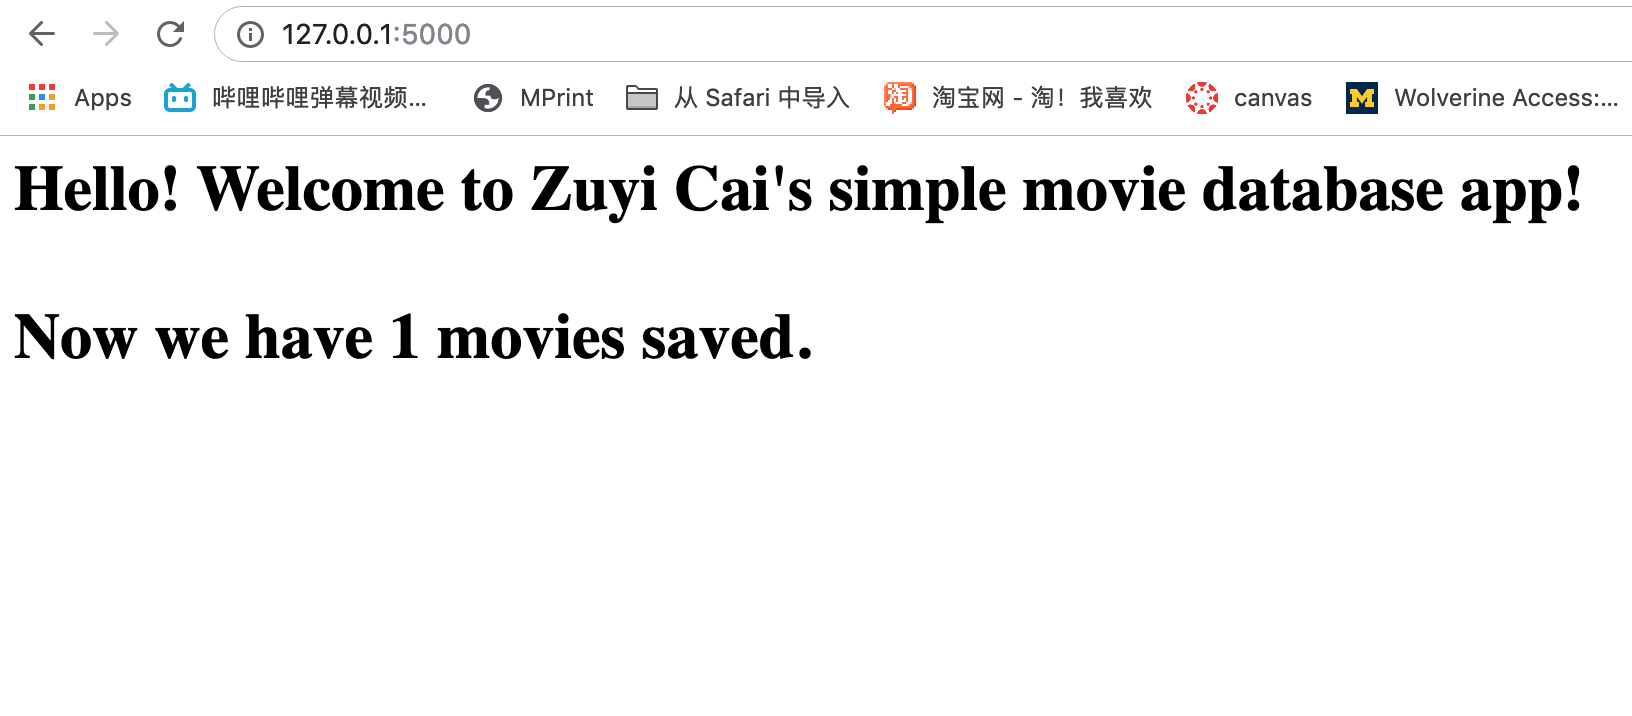 127.0.0.1:5000
Apps 哔哩哔哩弹幕视频... MPrint 从 Safari 中导入 淘 淘宝网 - 淘！我喜欢 canvas M Wolverine Access:...
Hello! Welcome to Zuyi Cai's simple movie database app!
Now we have 1 movies saved.